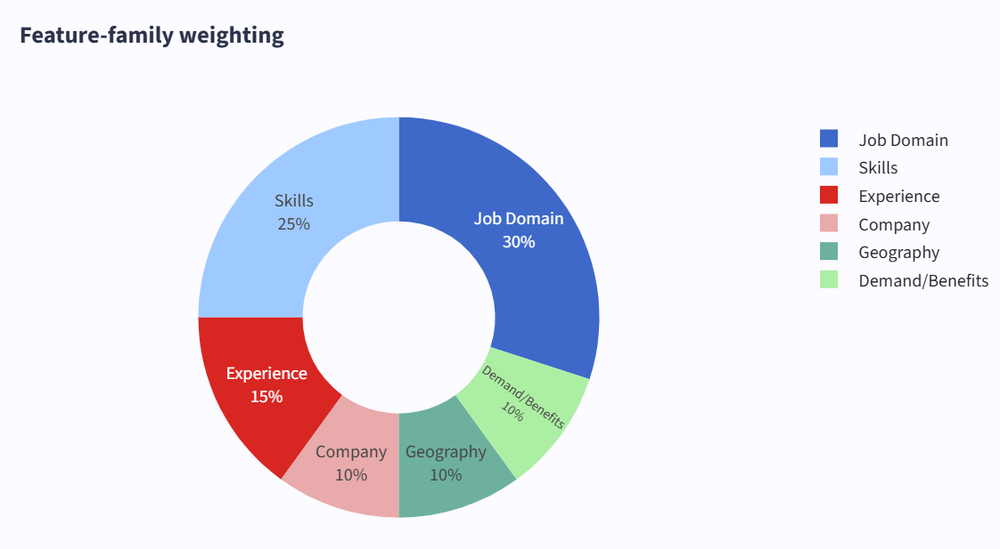 Feature-family weighting
Skills
25%
Job Domain
30%
Experience
15%
Company
10%
Geography
10%
Demand/Benefits
10%
Job Domain
Skills
Experience
Company
Geography
Demand/Benefits